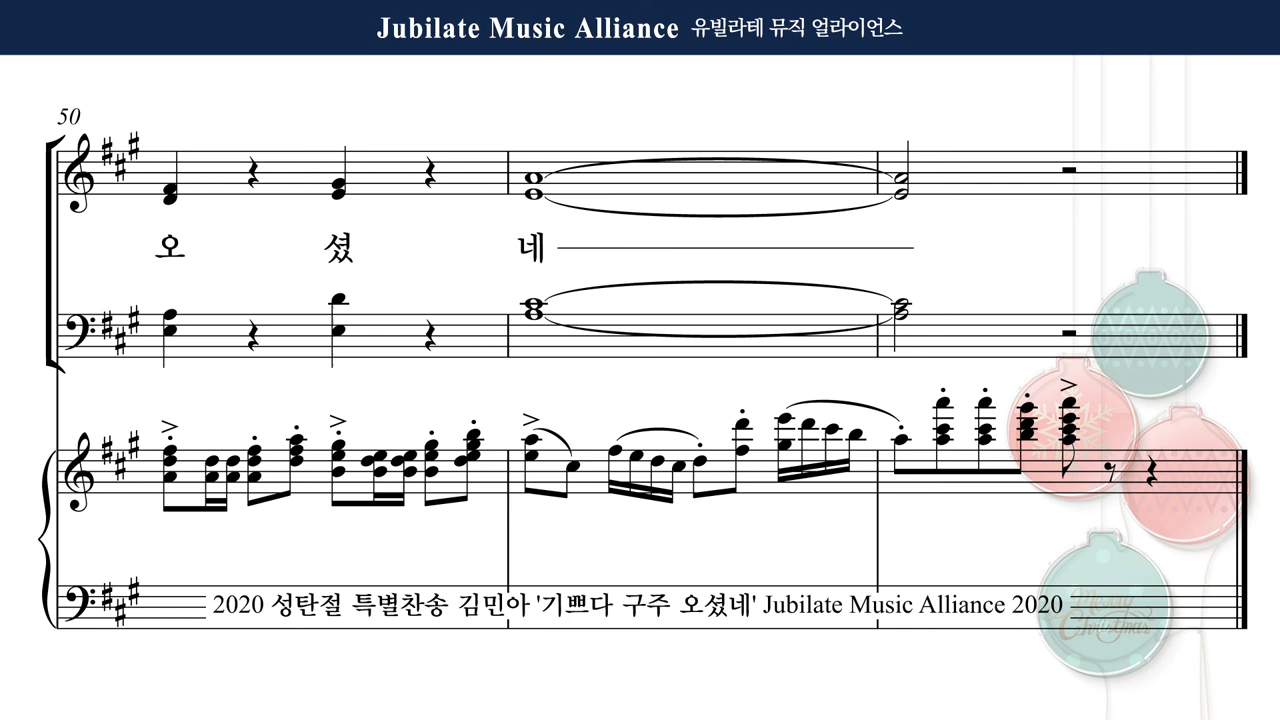 Jubilate Music Alliance 유빌라테 뮤직 얼라이언스
50
오 셨 네
2020 성탄절 특별찬송 김민아 '기쁘다 구주 오셨네' Jubilate Music Alliance 2020
Merry
Christmas